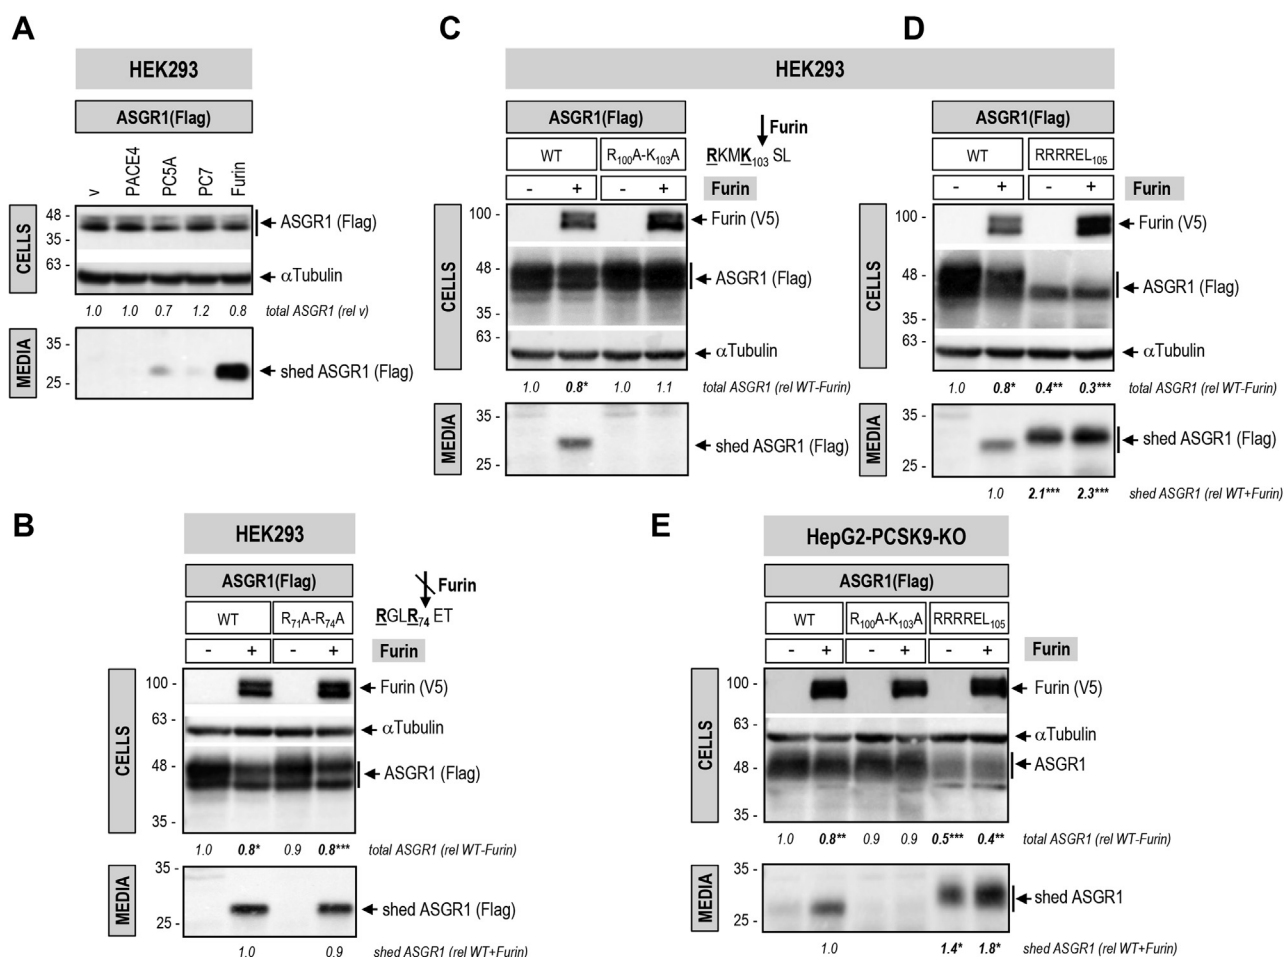 A
HEK293
ASGR1(Flag)
v PACE4 PC5A PC7 Furin
CELLS
48 -
35 -
ASGR1 (Flag)
63 -
αTubulin
1.0 1.0 0.7 1.2 0.8 total ASGR1 (rel v)
MEDIA
35 -
25 -
shed ASGR1 (Flag)
B
HEK293
ASGR1(Flag)
WT R71A-R74A
Furin
RGLR74 ET
- + - + Furin
CELLS
100 -
Furin (V5)
63 -
αTubulin
48 -
ASGR1 (Flag)
35 -
1.0 0.8* 0.9 0.8*** total ASGR1 (rel WT-Furin)
MEDIA
35 -
25 -
shed ASGR1 (Flag)
1.0 0.9 shed ASGR1 (rel WT+Furin)
C
D
HEK293
ASGR1(Flag)
WT R100A-K103A
Furin
RKMK103 SL
- + - + Furin
CELLS
100 -
Furin (V5)
48 -
ASGR1 (Flag)
35 -
63 -
αTubulin
1.0 0.8* 1.0 1.1 total ASGR1 (rel WT-Furin)
MEDIA
35 -
25 -
shed ASGR1 (Flag)
ASGR1(Flag)
WT RRRREL105
- + - + Furin
CELLS
100 -
Furin (V5)
48 -
ASGR1 (Flag)
35 -
63 -
αTubulin
1.0 0.8* 0.4** 0.3*** total ASGR1 (rel WT-Furin)
MEDIA
35 -
25 -
shed ASGR1 (Flag)
1.0 2.1*** 2.3*** shed ASGR1 (rel WT+Furin)
E
HepG2-PCSK9-KO
ASGR1(Flag)
WT R100A-K103A RRRREL105
- + - + - + Furin
CELLS
100 -
Furin (V5)
63 -
αTubulin
48 -
ASGR1
35 -
1.0 0.8** 0.9 0.9 0.5*** 0.4** total ASGR1 (rel WT-Furin)
MEDIA
35 -
25 -
shed ASGR1
1.0 1.4* 1.8* shed ASGR1 (rel WT+Furin)